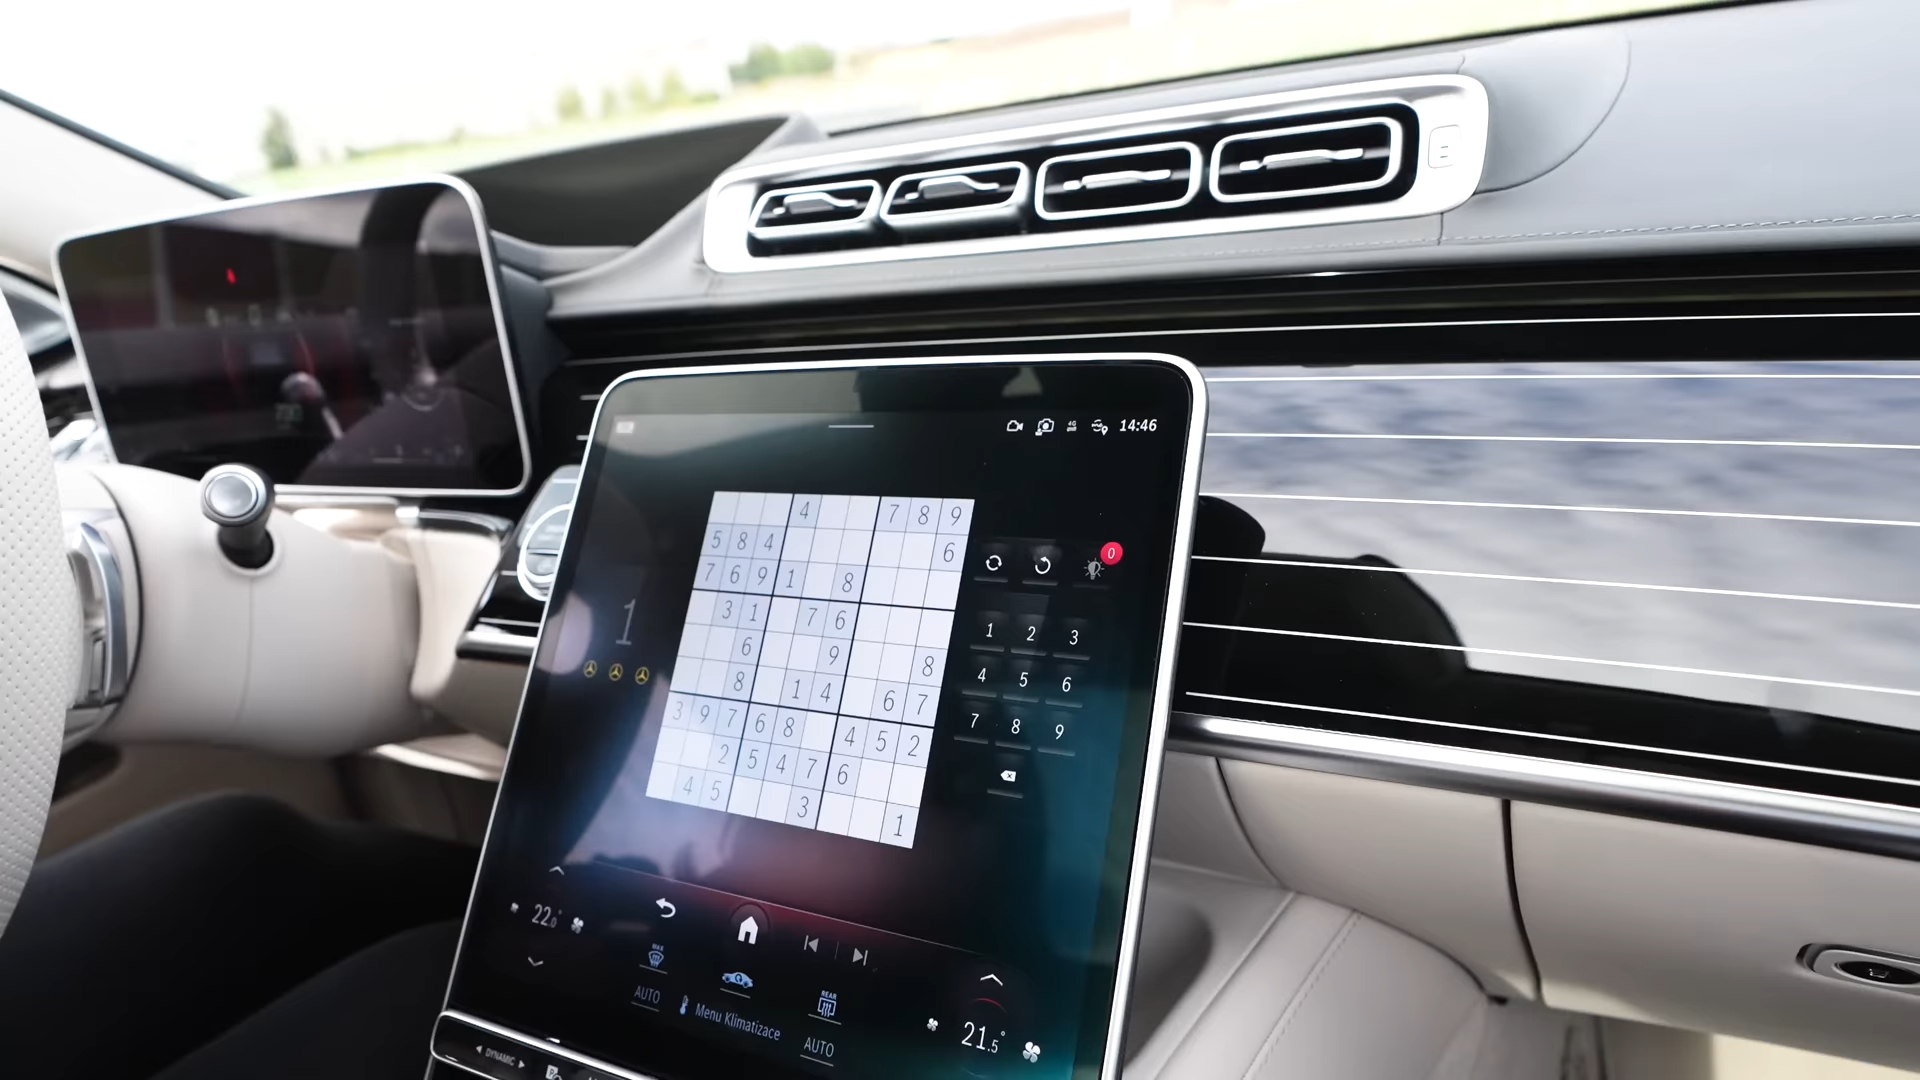 14:46
4 7 8 9
5 8 4 6
7 6 9 1 8
3 1 7 6
6 9 8
8 1 4 6 7
3 9 7 6 8 4 5 2
2 5 4 7 6
4 5 3 1
0
1
1 2 3
4 5 6
7 8 9
22.0°
MAX
AUTO
Menu Klimatizace
REAR
AUTO
21.5°
DYNAMIC